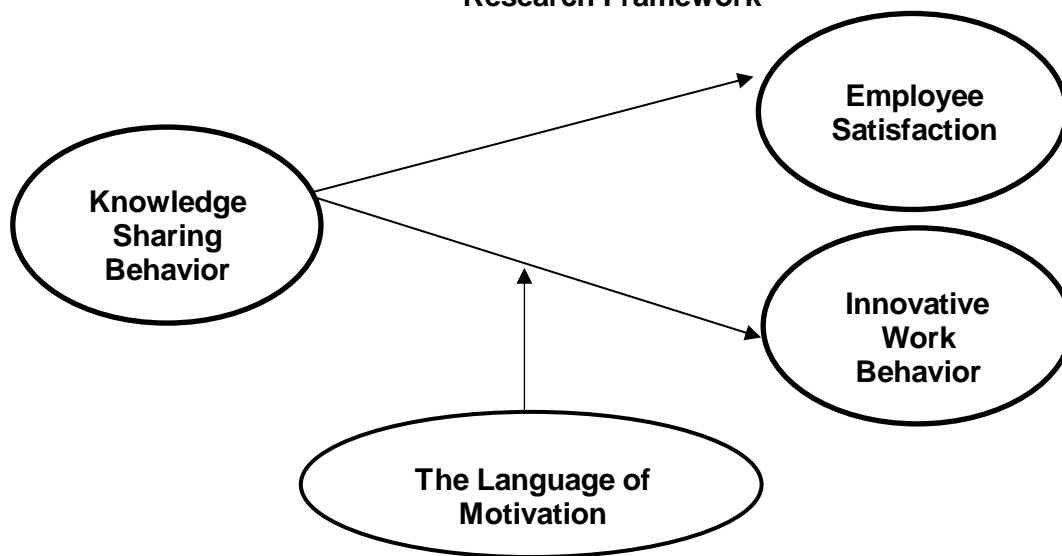 Research Framework
Employee
Satisfaction
Knowledge
Sharing
Behavior
Innovative
Work
Behavior
The Language of
Motivation